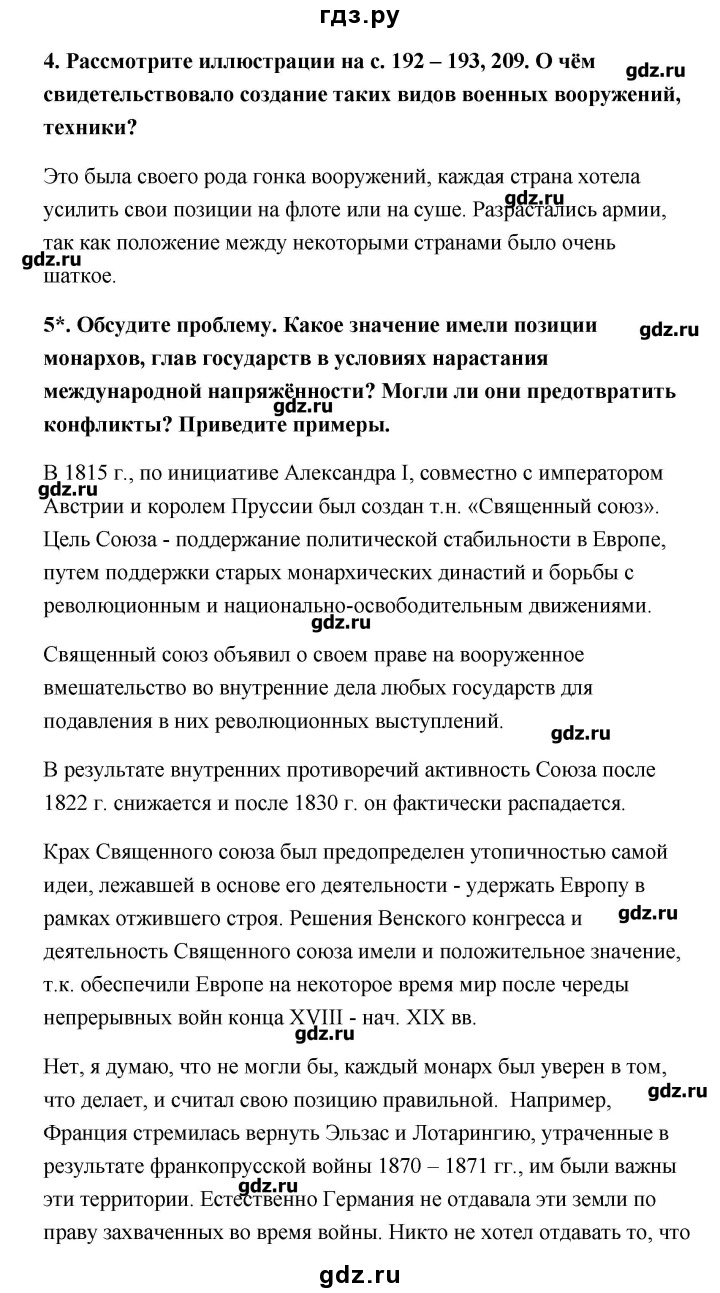 гдз.ру
4. Рассмотрите иллюстрации на с. 192 – 193, 209. О чём
gdz.ru
свидетельствовало создание таких видов военных вооружений,
техники?
Это была своего рода гонка вооружений, каждая страна хотела
gdz.ru
усилить свои позиции на флоте или на суше. Разрастались армии,
так как положение между некоторыми странами было очень
gdz.ru
шаткое.
5*. Обсудите проблему. Какое значение имели позиции
gdz.ru
монархов, глав государств в условиях нарастания
международной напряжённости? Могли ли они предотвратить
gdz.ru
конфликты? Приведите примеры.
В 1815 г., по инициативе Александра I, совместно с императором
gdz.ru
Австрии и королем Пруссии был создан т.н. «Священный союз».
Цель Союза - поддержание политической стабильности в Европе,
путем поддержки старых монархических династий и борьбы с
революционным и национально-освободительным движениями.
gdz.ru
Священный союз объявил о своем праве на вооруженное
вмешательство во внутренние дела любых государств для
подавления в них революционных выступлений.
gdz.ru
В результате внутренних противоречий активность Союза после
1822 г. снижается и после 1830 г. он фактически распадается.
Крах Священного союза был предопределен утопичностью самой
идеи, лежавшей в основе его деятельности - удержать Европу в
gdz.ru
рамках отжившего строя. Решения Венского конгресса и
деятельность Священного союза имели и положительное значение,
т.к. обеспечили Европе на некоторое время мир после череды
непрерывных войн конца XVIII - нач. XIX вв.
gdz.ru
Нет, я думаю, что не могли бы, каждый монарх был уверен в том,
gdz.ru
что делает, и считал свою позицию правильной. Например,
Франция стремилась вернуть Эльзас и Лотарингию, утраченные в
результате франкопрусской войны 1870 – 1871 гг., им были важны
gdz.ru
эти территории. Естественно Германия не отдавала эти земли по
праву захваченных во время войны. Никто не хотел отдавать то, что
gdz.ru